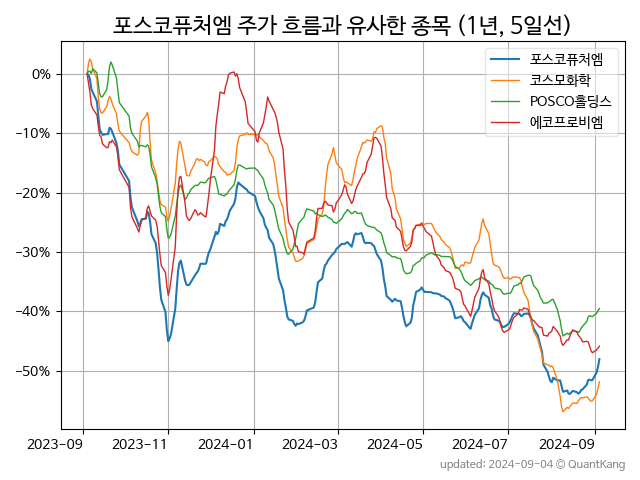 포스코퓨처엠 주가 흐름과 유사한 종목 (1년, 5일선)
포스코퓨처엠
코스모화학
POSCO홀딩스
에코프로비엠
0%
−10%
−20%
−30%
−40%
−50%
2023-09
2023-11
2024-01
2024-03
2024-05
2024-07
2024-09
updated: 2024-09-04 @ QuantKang